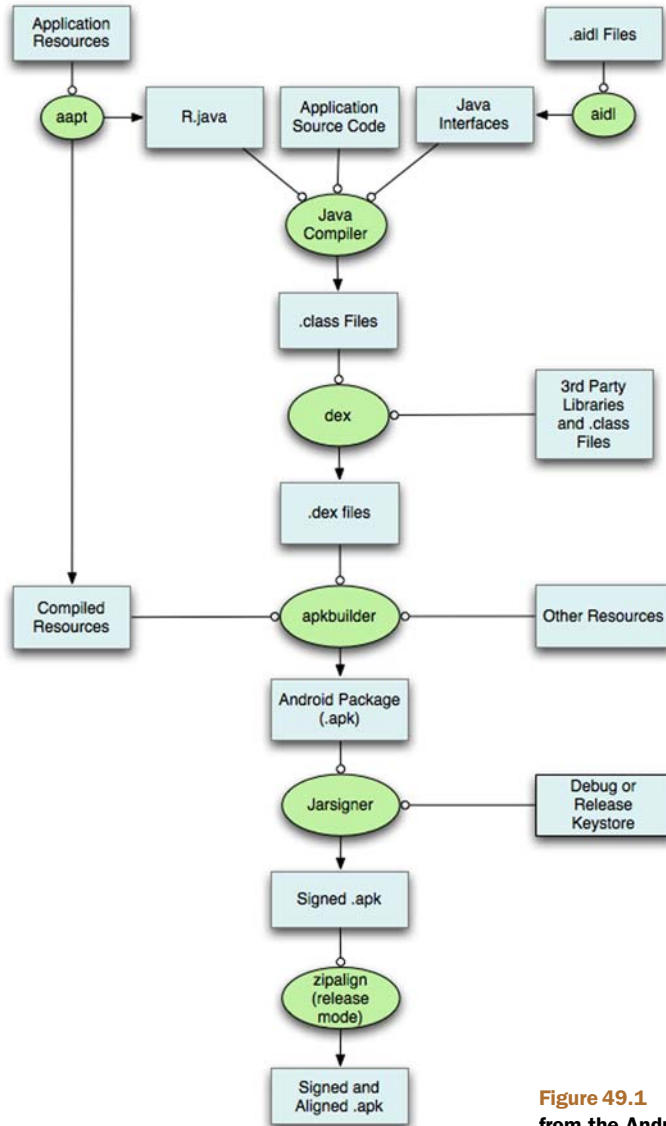 Application
Resources
.aidl Files
aapt
R.java
Application
Source Code
Java
Interfaces
aidl
Java
Compiler
.class Files
dex
3rd Party
Libraries
and .class
Files
.dex files
Compiled
Resources
apkbuilder
Other Resources
Android Package
(.apk)
Jarsigner
Debug or
Release
Keystore
Signed .apk
zipalign
(release
mode)
Signed and
Aligned .apk
Figure 49.1